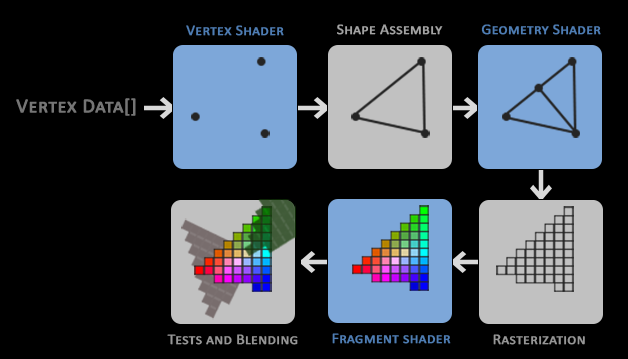 Vertex Shader
Shape Assembly
Geometry Shader
Vertex Data[]
Tests and Blending
Fragment shader
Rasterization